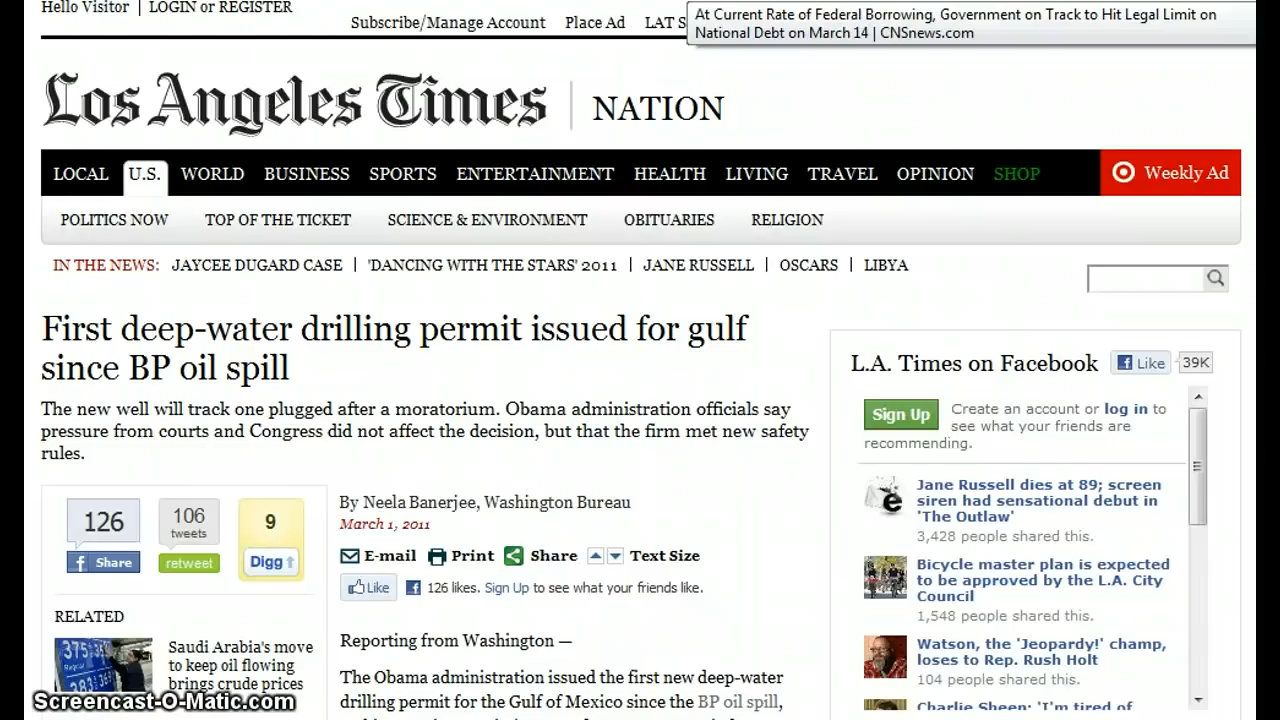 Hello Visitor | LOGIN or REGISTER
Subscribe/Manage Account Place Ad LAT S
At Current Rate of Federal Borrowing, Government on Track to Hit Legal Limit on
National Debt on March 14 | CNSnews.com
Los Angeles Times | NATION
LOCAL U.S. WORLD BUSINESS SPORTS ENTERTAINMENT HEALTH LIVING TRAVEL OPINION SHOP Weekly Ad
POLITICS NOW TOP OF THE TICKET SCIENCE & ENVIRONMENT OBITUARIES RELIGION
IN THE NEWS: JAYCEE DUGARD CASE | 'DANCING WITH THE STARS' 2011 | JANE RUSSELL | OSCARS | LIBYA
First deep-water drilling permit issued for gulf
since BP oil spill
The new well will track one plugged after a moratorium. Obama administration officials say
pressure from courts and Congress did not affect the decision, but that the firm met new safety
rules.
126
f Share
106
tweets
retweet
9
Digg
RELATED
Saudi Arabia's move
to keep oil flowing
brings crude prices
By Neela Banerjee, Washington Bureau
March 1, 2011
E-mail Print Share Text Size
Like 126 likes. Sign Up to see what your friends like.
Reporting from Washington —
The Obama administration issued the first new deep-water
drilling permit for the Gulf of Mexico since the BP oil spill,
L.A. Times on Facebook Like 39K
Sign Up Create an account or log in to
see what your friends are
recommending.
Jane Russell dies at 89; screen
siren had sensational debut in
'The Outlaw'
3,428 people shared this.
Bicycle master plan is expected
to be approved by the L.A. City
Council
1,548 people shared this.
Watson, the 'Jeopardy!' champ,
loses to Rep. Rush Holt
104 people shared this.
Charlie Sheen: 'I'm tired of
Screencast-O-Matic.com